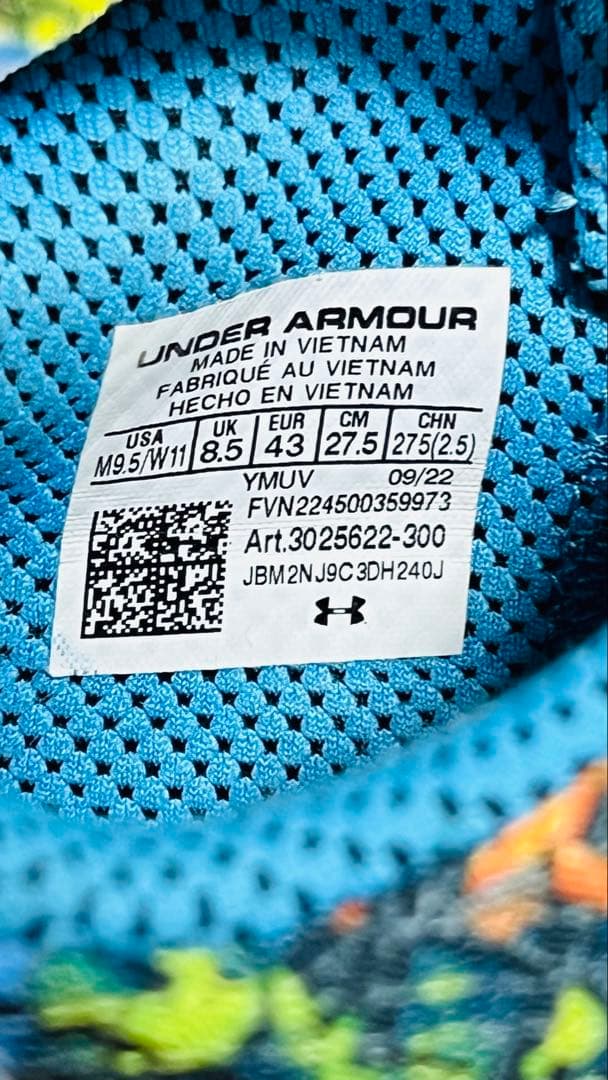 UNDER ARMOUR
MADE IN VIETNAM
FABRIQUÉ AU VIETNAM
HECHO EN VIETNAM
USA UK EUR CM CHN
M9.5/W11 8.5 43 27.5 275(2.5)
YMUV 09/22
FVN224500359973
Art.3025622-300
JBM2NJ9C3DH240J